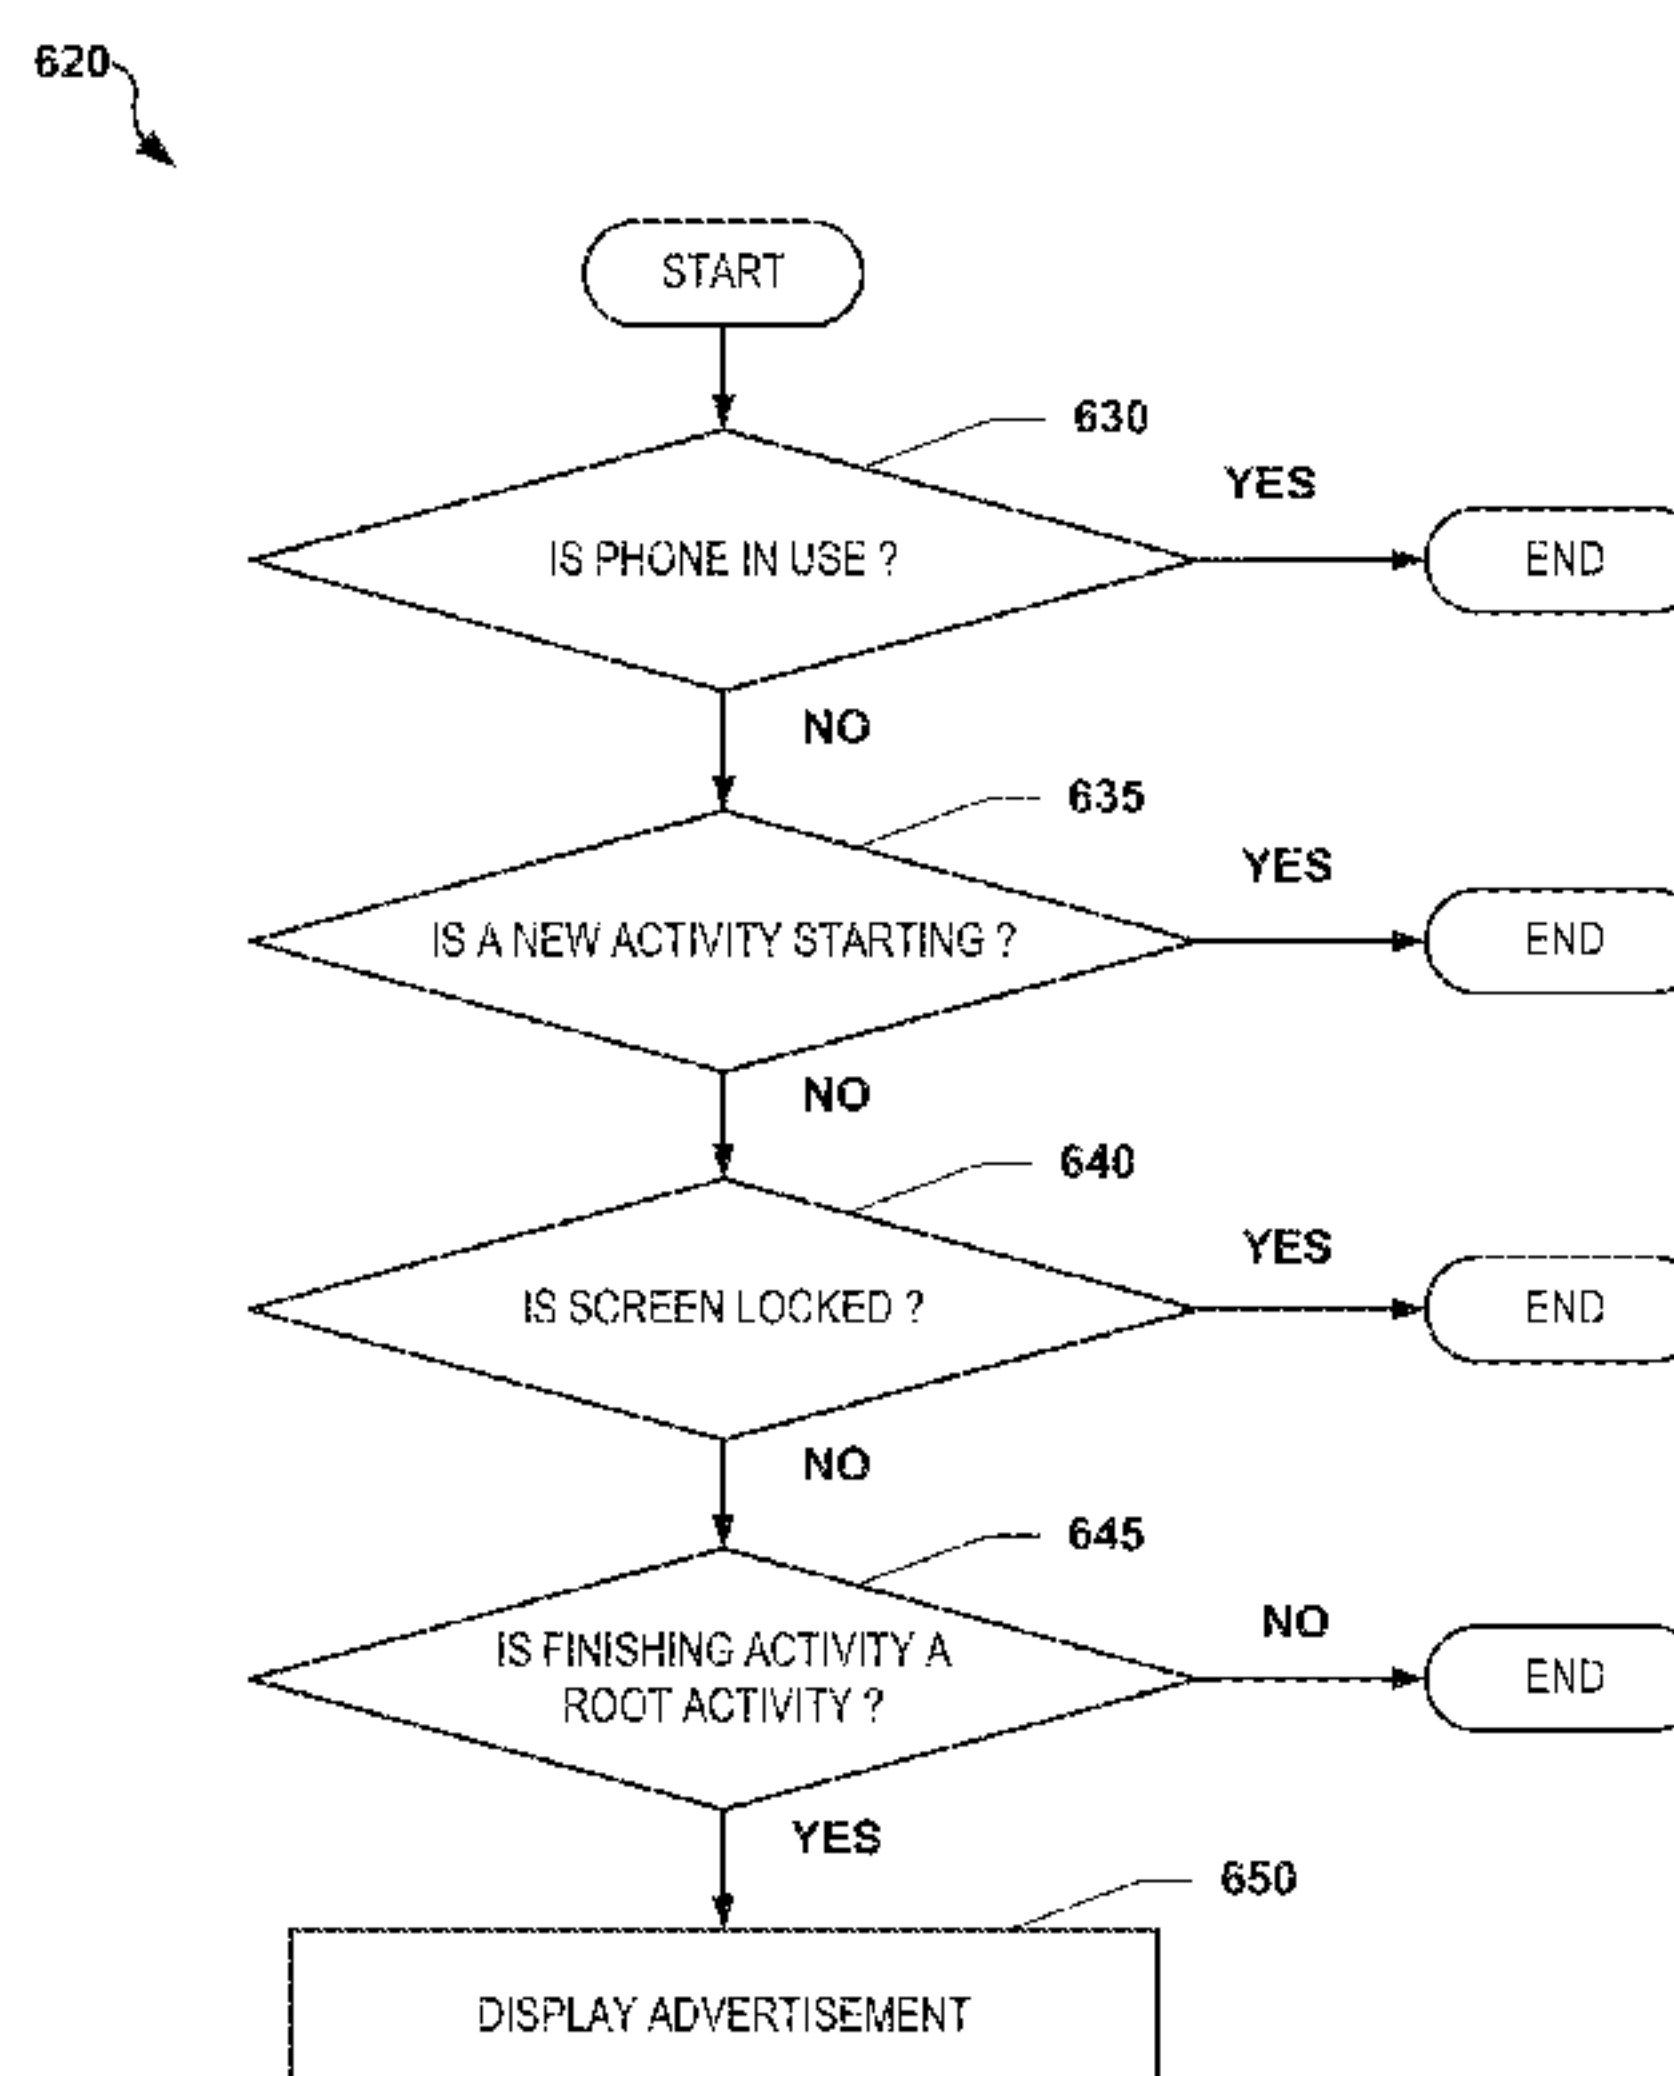 620
START
630
YES
IS PHONE IN USE ?
END
NO
635
YES
IS A NEW ACTIVITY STARTING ?
END
NO
640
YES
IS SCREEN LOCKED ?
END
NO
645
NO
IS FINISHING ACTIVITY A
ROOT ACTIVITY ?
END
YES
650
DISPLAY ADVERTISEMENT